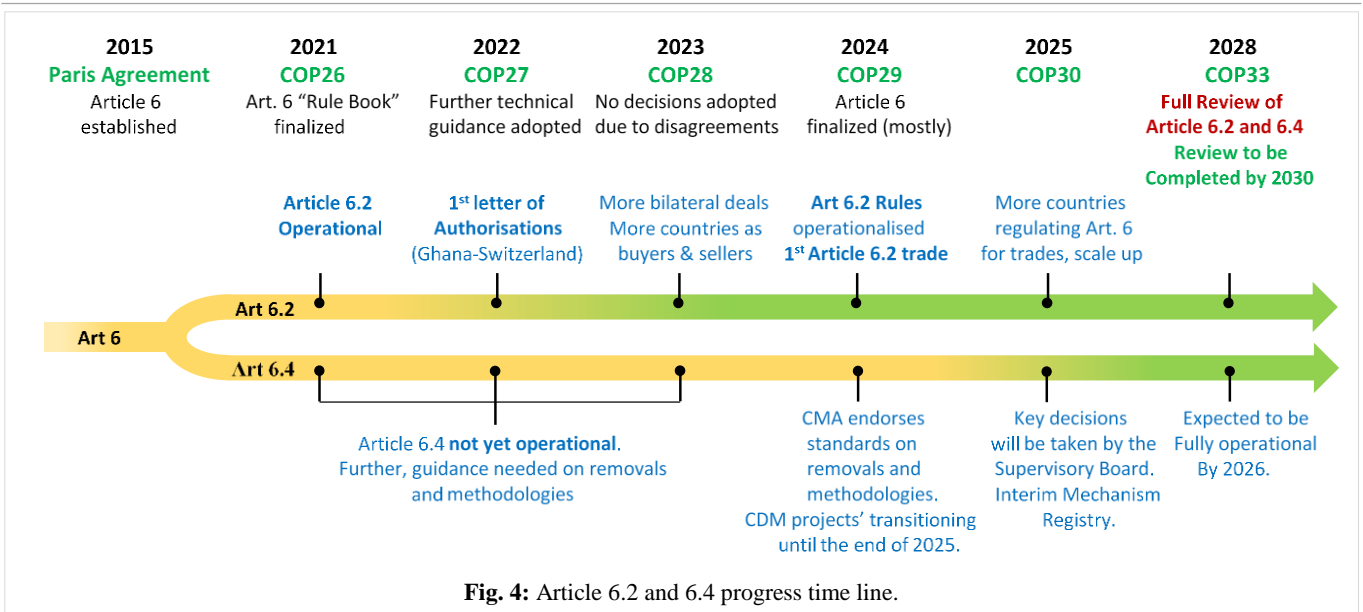 2015
Paris Agreement
Article 6
established
2021
COP26
Art. 6 “Rule Book”
finalized
2022
COP27
Further technical
guidance adopted
2023
COP28
No decisions adopted
due to disagreements
2024
COP29
Article 6
finalized (mostly)
2025
COP30
2028
COP33
Full Review of
Article 6.2 and 6.4
Review to be
Completed by 2030
Article 6.2
Operational
1st letter of
Authorisations
(Ghana-Switzerland)
More bilateral deals
More countries as
buyers & sellers
Art 6.2 Rules
operationalised
1st Article 6.2 trade
More countries
regulating Art. 6
for trades, scale up
Art 6.2
Art 6
Art 6.4
Article 6.4 not yet operational.
Further, guidance needed on removals
and methodologies
CMA endorses
standards on
removals and
methodologies.
CDM projects’ transitioning
until the end of 2025.
Key decisions
will be taken by the
Supervisory Board.
Interim Mechanism
Registry.
Expected to be
Fully operational
By 2026.
Fig. 4: Article 6.2 and 6.4 progress time line.